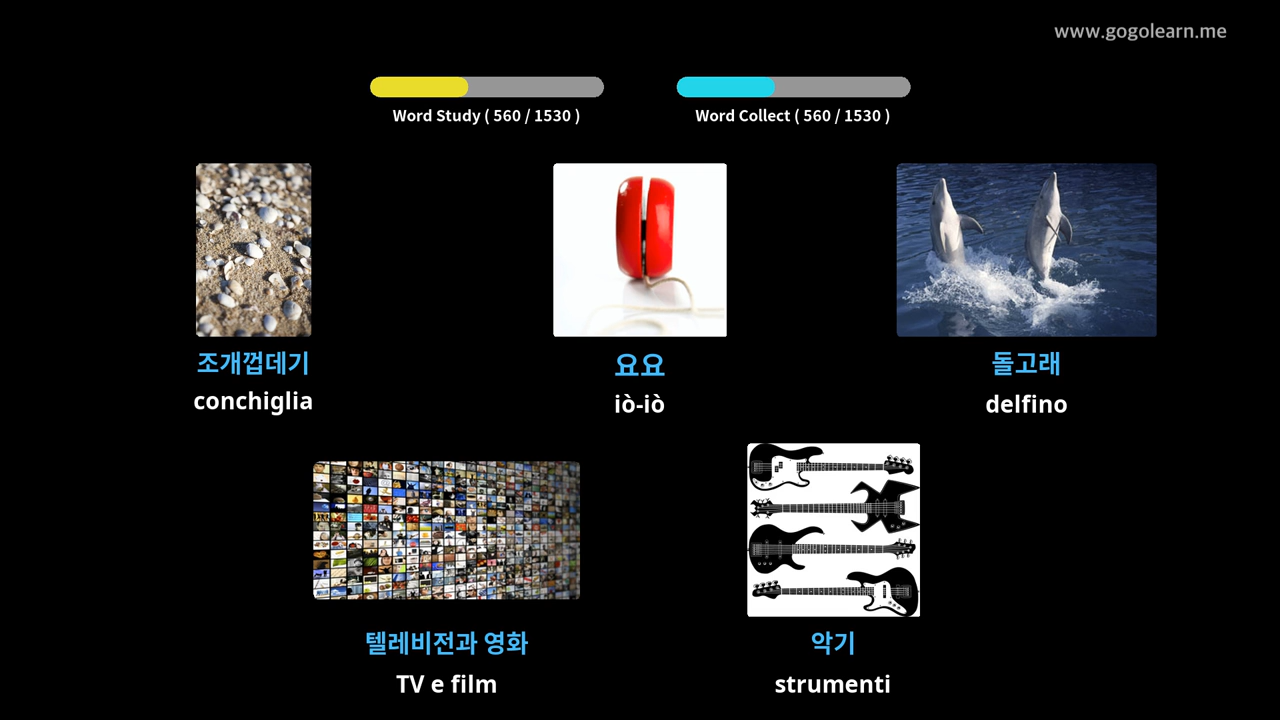 www.gogolearn.me
Word Study ( 560 / 1530 )
Word Collect ( 560 / 1530 )
조개껍데기
conchiglia
요요
iò-iò
돌고래
delfino
텔레비전과 영화
TV e film
악기
strumenti